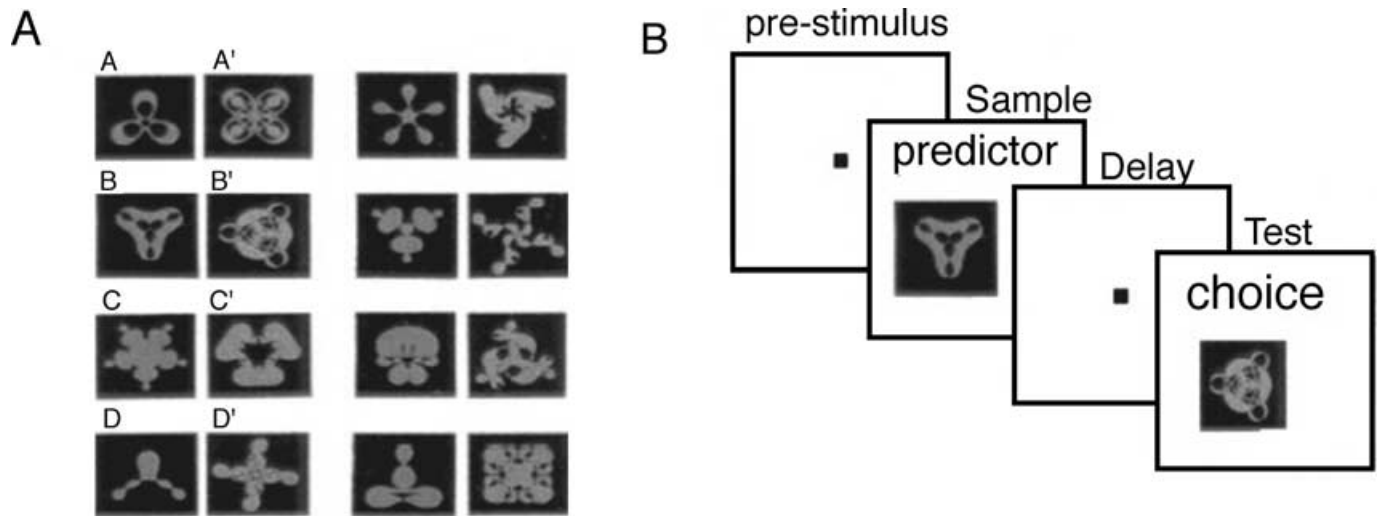 A
A A'
B B'
C C'
D D'
B
pre-stimulus
Sample
predictor
Delay
Test
choice